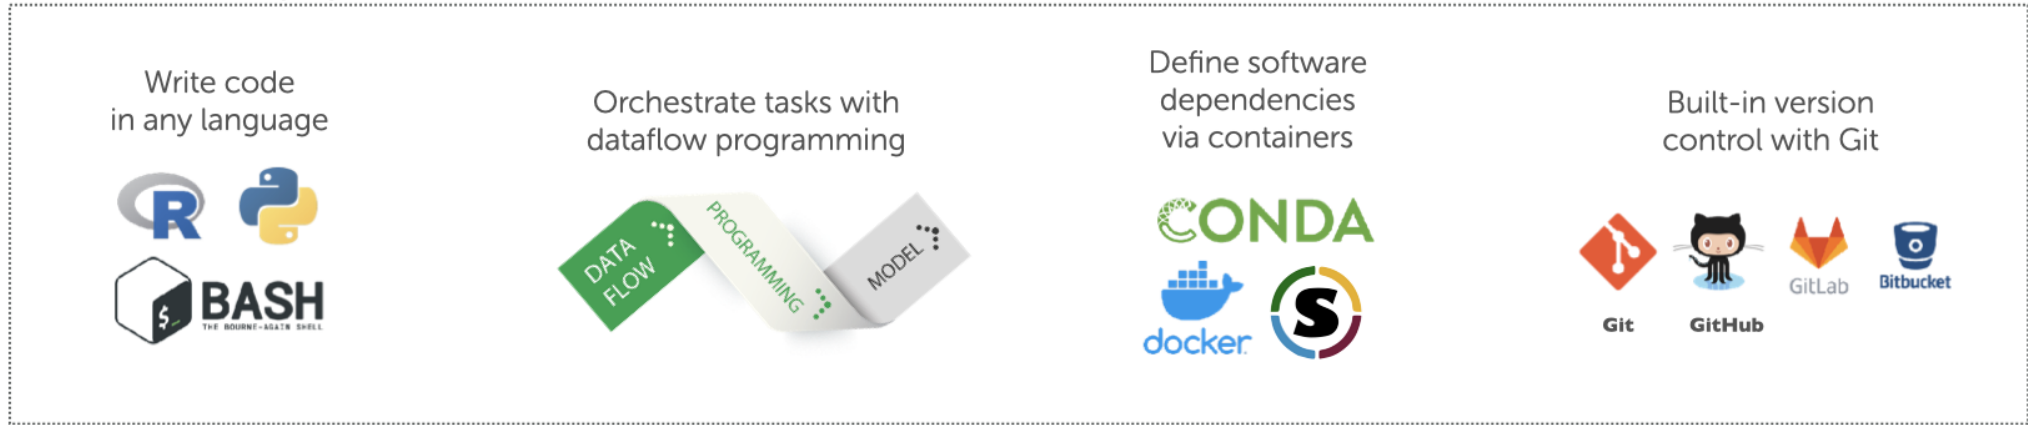 Write code
in any language
R
$_
BASH
THE BOURNE-AGAIN SHELL
Orchestrate tasks with
dataflow programming
DATA
FLOW
PROGRAMMING
MODEL
Define software
dependencies
via containers
CONDA
docker
S
Built-in version
control with Git
Git
GitHub
GitLab
Bitbucket